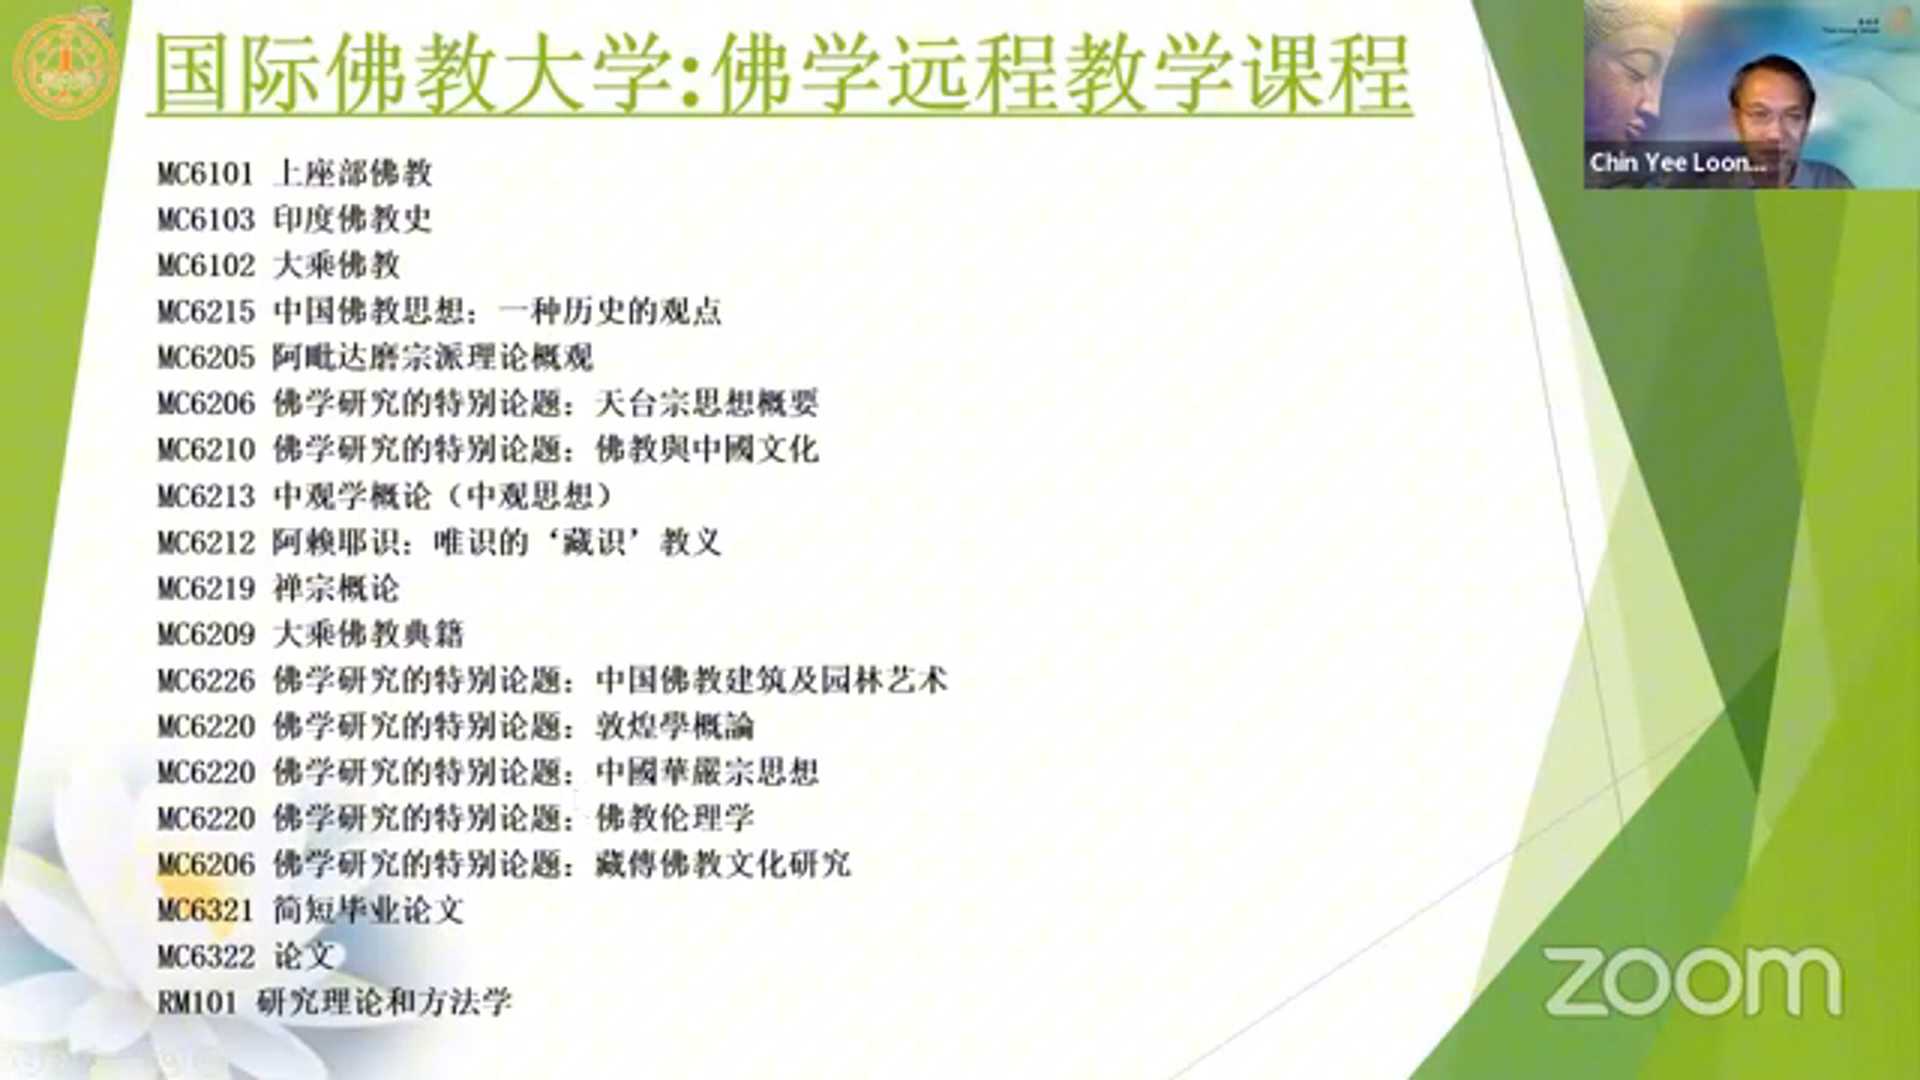 国际佛教大学:佛学远程教学课程
MC6101 上座部佛教
MC6103 印度佛教史
MC6102 大乘佛教
MC6215 中国佛教思想：一种历史的观点
MC6205 阿毗达磨宗派理论概观
MC6206 佛学研究的特别论题：天台宗思想概要
MC6210 佛学研究的特别论题：佛教與中國文化
MC6213 中观学概论（中观思想）
MC6212 阿赖耶识：唯识的‘藏识’教义
MC6219 禅宗概论
MC6209 大乘佛教典籍
MC6226 佛学研究的特别论题：中国佛教建筑及园林艺术
MC6220 佛学研究的特别论题：敦煌學概論
MC6220 佛学研究的特别论题：中國華嚴宗思想
MC6220 佛学研究的特别论题：佛教伦理学
MC6206 佛学研究的特别论题：藏傳佛教文化研究
MC6321 简短毕业论文
MC6322 论文
RM101 研究理论和方法学
Chin Yee Loon...
zoom